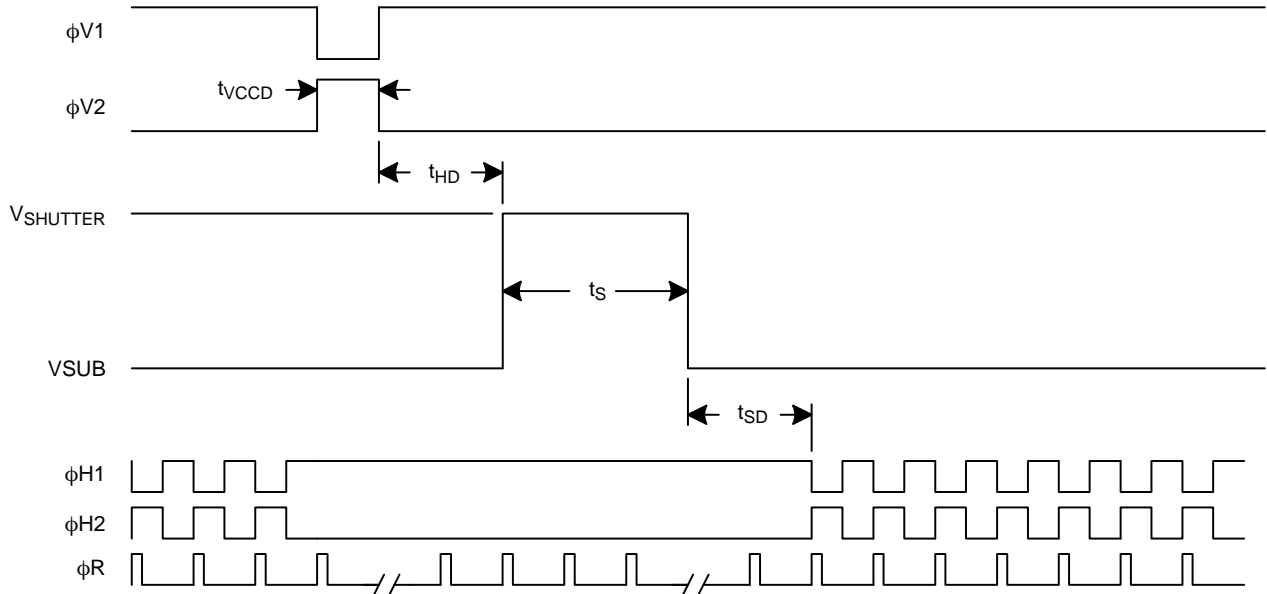 ϕV1
tVCCD
ϕV2
tHD
VSHUTTER
tS
VSUB
tSD
ϕH1
ϕH2
ϕR